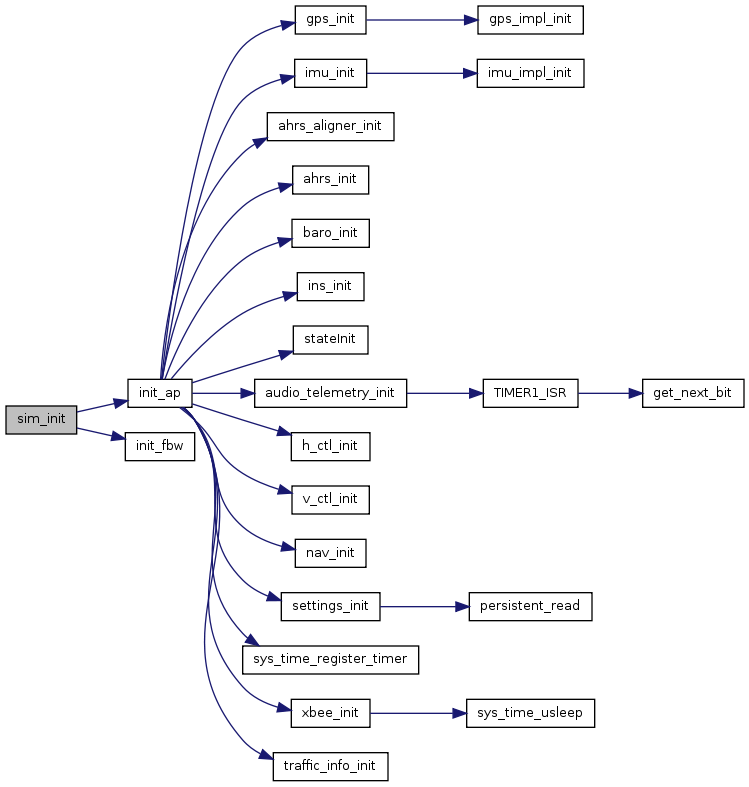 gps_init
gps_impl_init
imu_init
imu_impl_init
ahrs_aligner_init
ahrs_init
baro_init
ins_init
stateInit
init_ap
audio_telemetry_init
TIMER1_ISR
get_next_bit
sim_init
init_fbw
h_ctl_init
v_ctl_init
nav_init
settings_init
persistent_read
sys_time_register_timer
xbee_init
sys_time_usleep
traffic_info_init